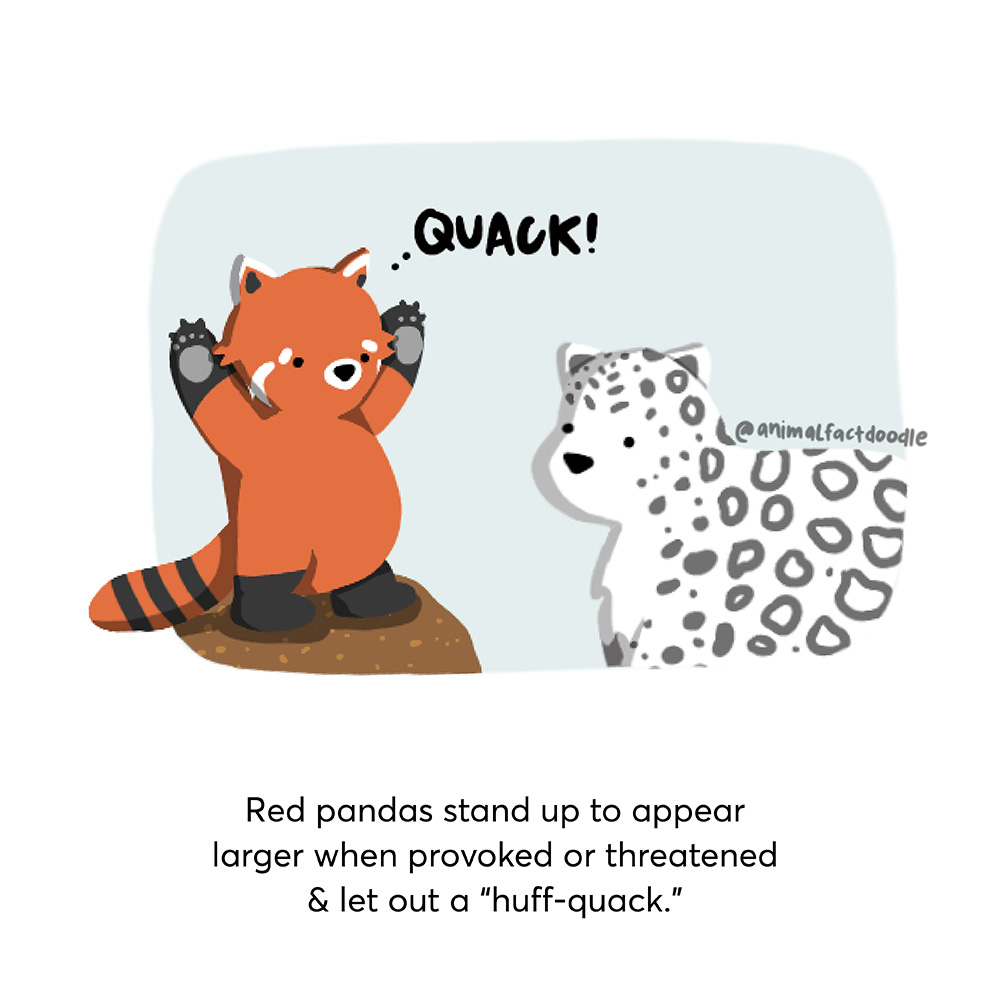 QUACK!
@animalfactdoodle
Red pandas stand up to appear
larger when provoked or threatened
& let out a “huff-quack.”